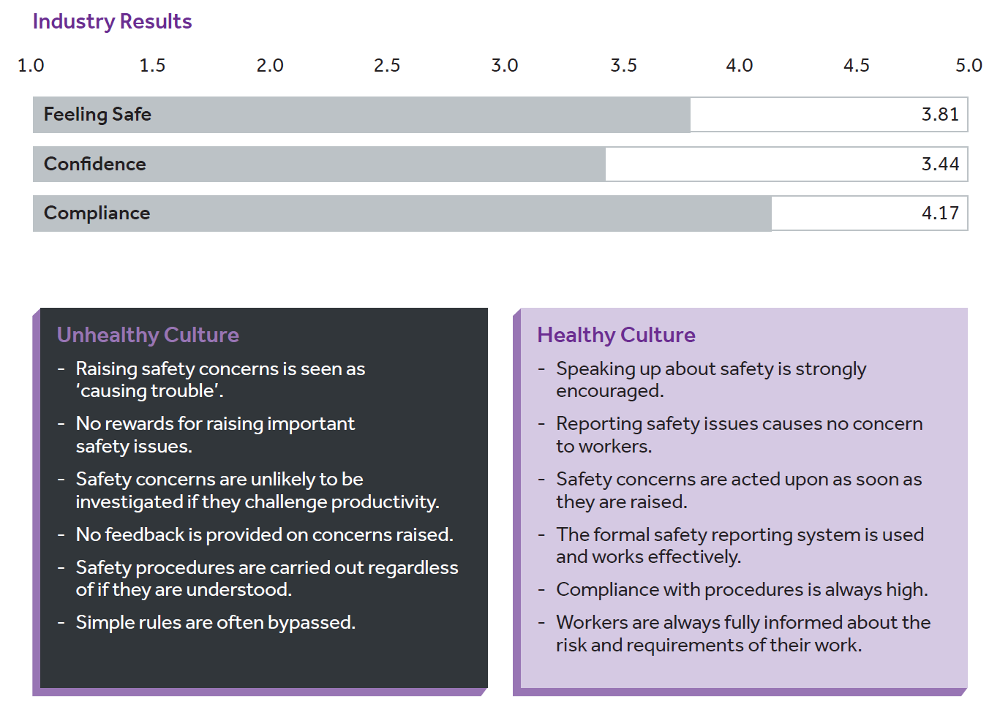 Industry Results
1.0 1.5 2.0 2.5 3.0 3.5 4.0 4.5 5.0
Feeling Safe 3.81
Confidence 3.44
Compliance 4.17
Unhealthy Culture
- Raising safety concerns is seen as
‘causing trouble’.
- No rewards for raising important
safety issues.
- Safety concerns are unlikely to be
investigated if they challenge productivity.
- No feedback is provided on concerns raised.
- Safety procedures are carried out regardless
of if they are understood.
- Simple rules are often bypassed.
Healthy Culture
- Speaking up about safety is strongly
encouraged.
- Reporting safety issues causes no concern
to workers.
- Safety concerns are acted upon as soon as
they are raised.
- The formal safety reporting system is used
and works effectively.
- Compliance with procedures is always high.
- Workers are always fully informed about the
risk and requirements of their work.